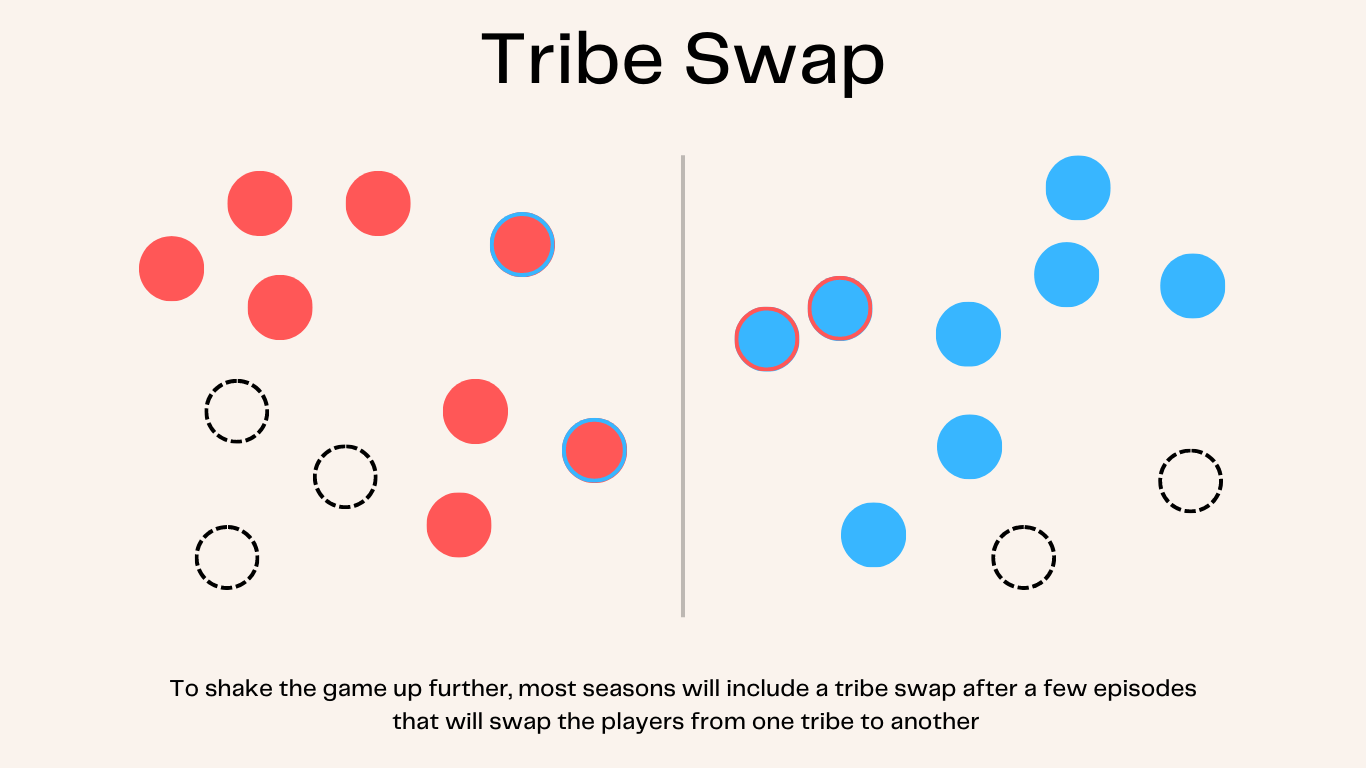 Tribe Swap
To shake the game up further, most seasons will include a tribe swap after a few episodes
that will swap the players from one tribe to another